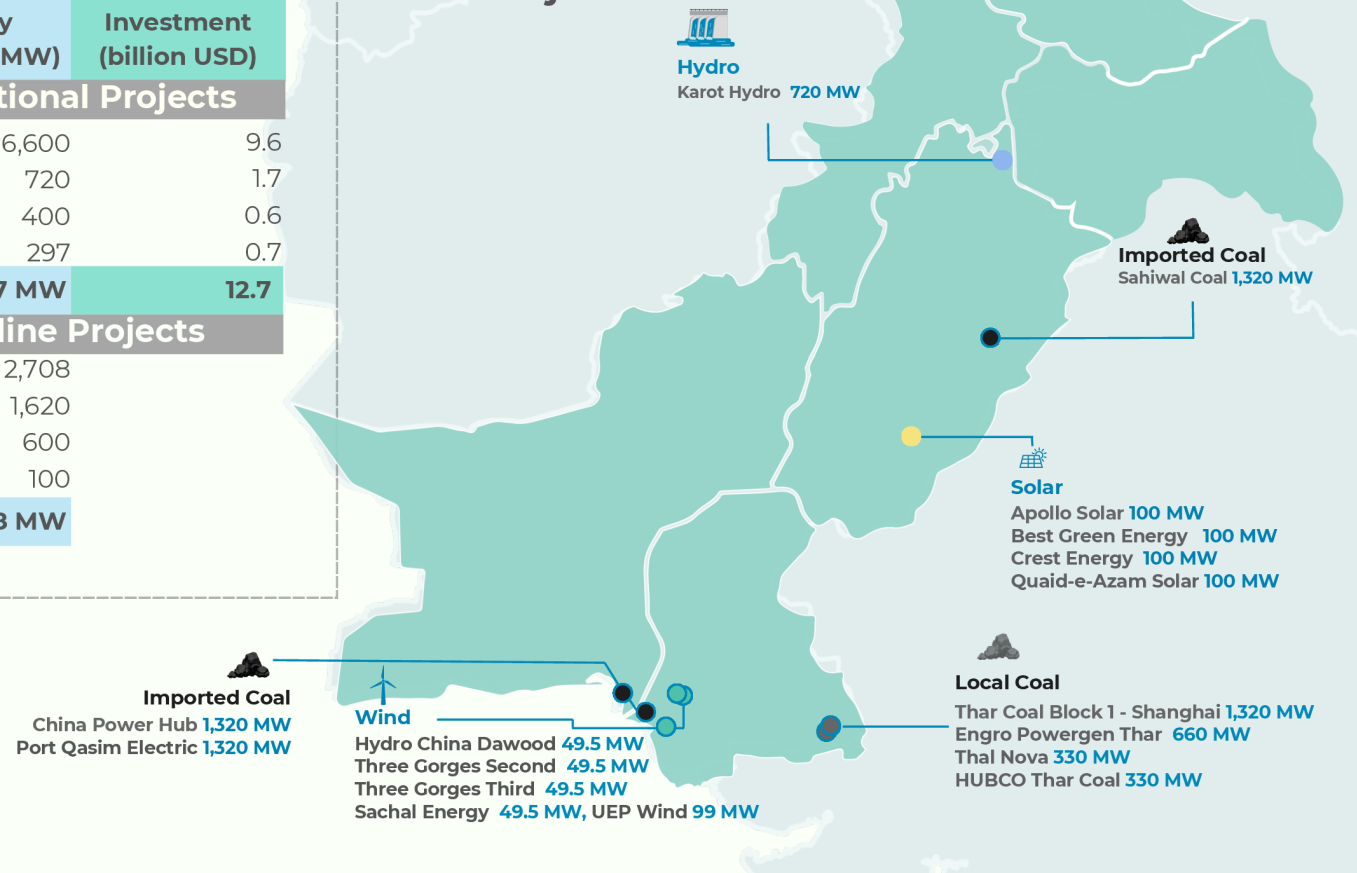 y Investment
MW) (billion USD)
tional Projects
6,600 9.6
720 1.7
400 0.6
297 0.7
7 MW 12.7
line Projects
2,708
1,620
600
100
8 MW
Hydro
Karot Hydro 720 MW
Imported Coal
Sahiwal Coal 1,320 MW
Solar
Apollo Solar 100 MW
Best Green Energy 100 MW
Crest Energy 100 MW
Quaid-e-Azam Solar 100 MW
Imported Coal
China Power Hub 1,320 MW
Port Qasim Electric 1,320 MW
Wind
Hydro China Dawood 49.5 MW
Three Gorges Second 49.5 MW
Three Gorges Third 49.5 MW
Sachal Energy 49.5 MW, UEP Wind 99 MW
Local Coal
Thar Coal Block 1 - Shanghai 1,320 MW
Engro Powergen Thar 660 MW
Thal Nova 330 MW
HUBCO Thar Coal 330 MW